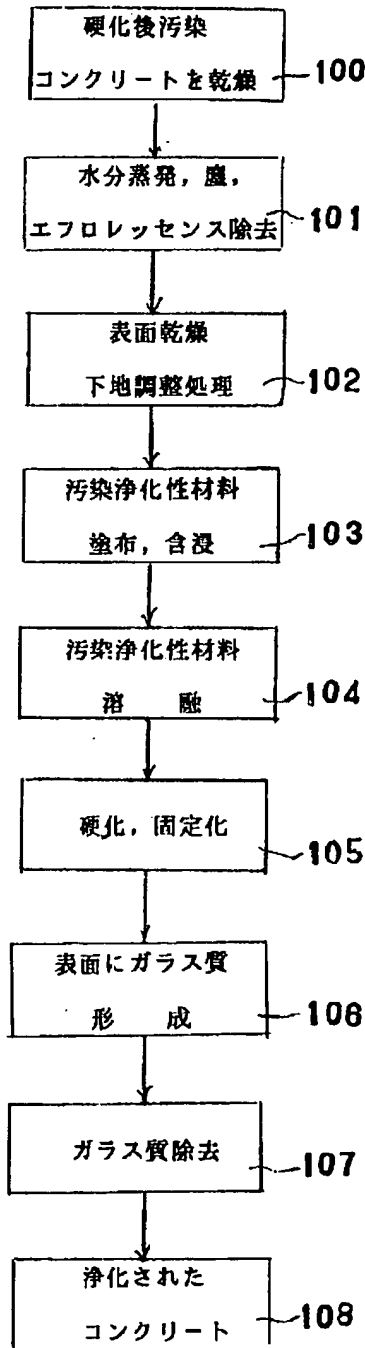 硬化後汚染
コンクリートを乾燥 100
水分蒸発，塵，
エフロレッセンス除去 101
表面乾燥
下地調整処理 102
汚染浄化性材料
塗布，含浸 103
汚染浄化性材料
溶 融 104
硬化，固定化 105
表面にガラス質
形 成 106
ガラス質除去 107
浄化された
コンクリート 108